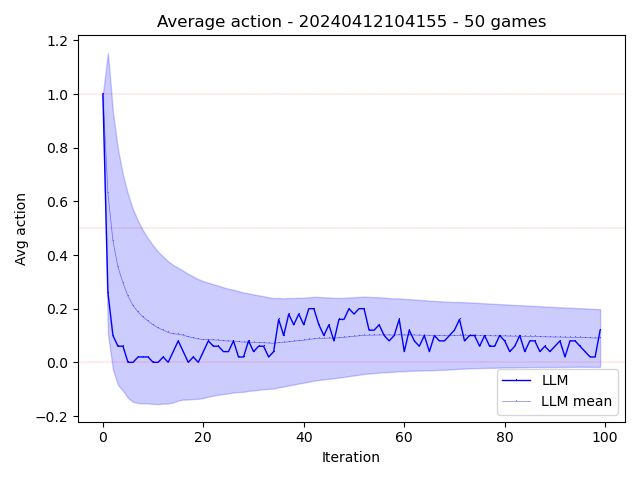 Average action - 20240412104155 - 50 games
Avg action
1.2
1.0
0.8
0.6
0.4
0.2
0.0
−0.2
0 20 40 60 80 100
Iteration
LLM
LLM mean